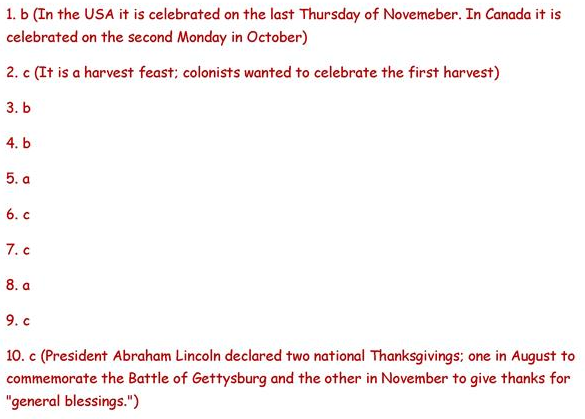 1. b (In the USA it is celebrated on the last Thursday of Novemeber. In Canada it is
celebrated on the second Monday in October)
2. c (It is a harvest feast; colonists wanted to celebrate the first harvest)
3. b
4. b
5. a
6. c
7. c
8. a
9. c
10. c (President Abraham Lincoln declared two national Thanksgivings; one in August to
commemorate the Battle of Gettysburg and the other in November to give thanks for
"general blessings.")